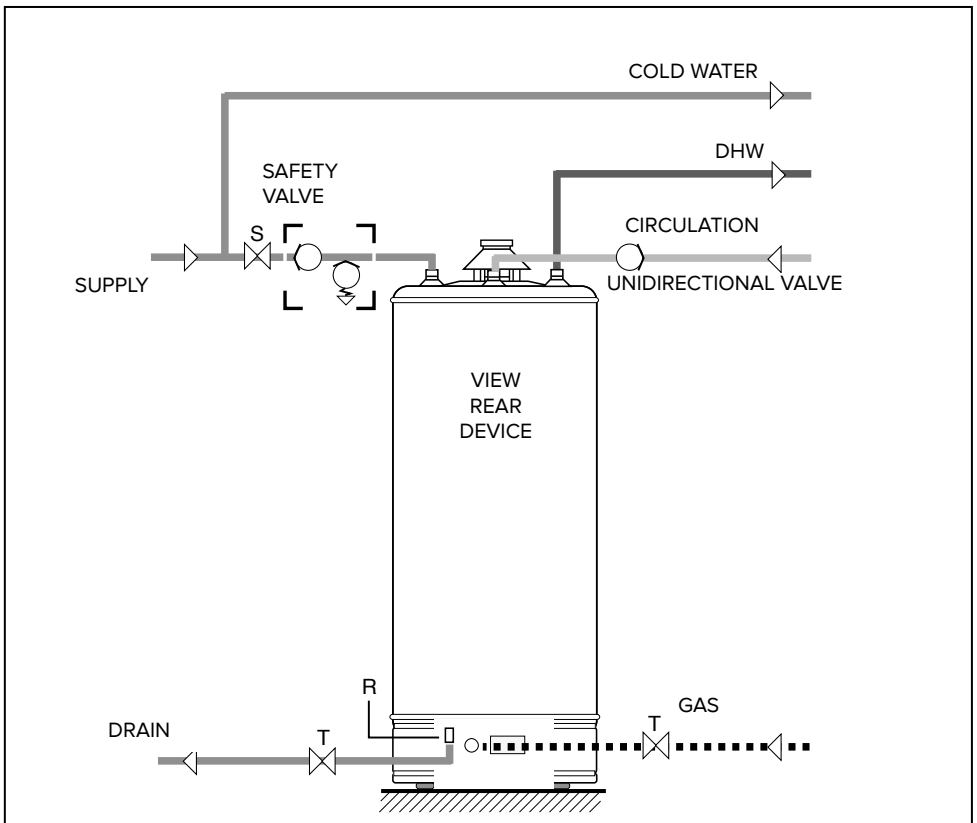 COLD WATER
DHW
SAFETY
VALVE
S
CIRCULATION
SUPPLY
UNIDIRECTIONAL VALVE
VIEW
REAR
DEVICE
R
GAS
DRAIN
T
T